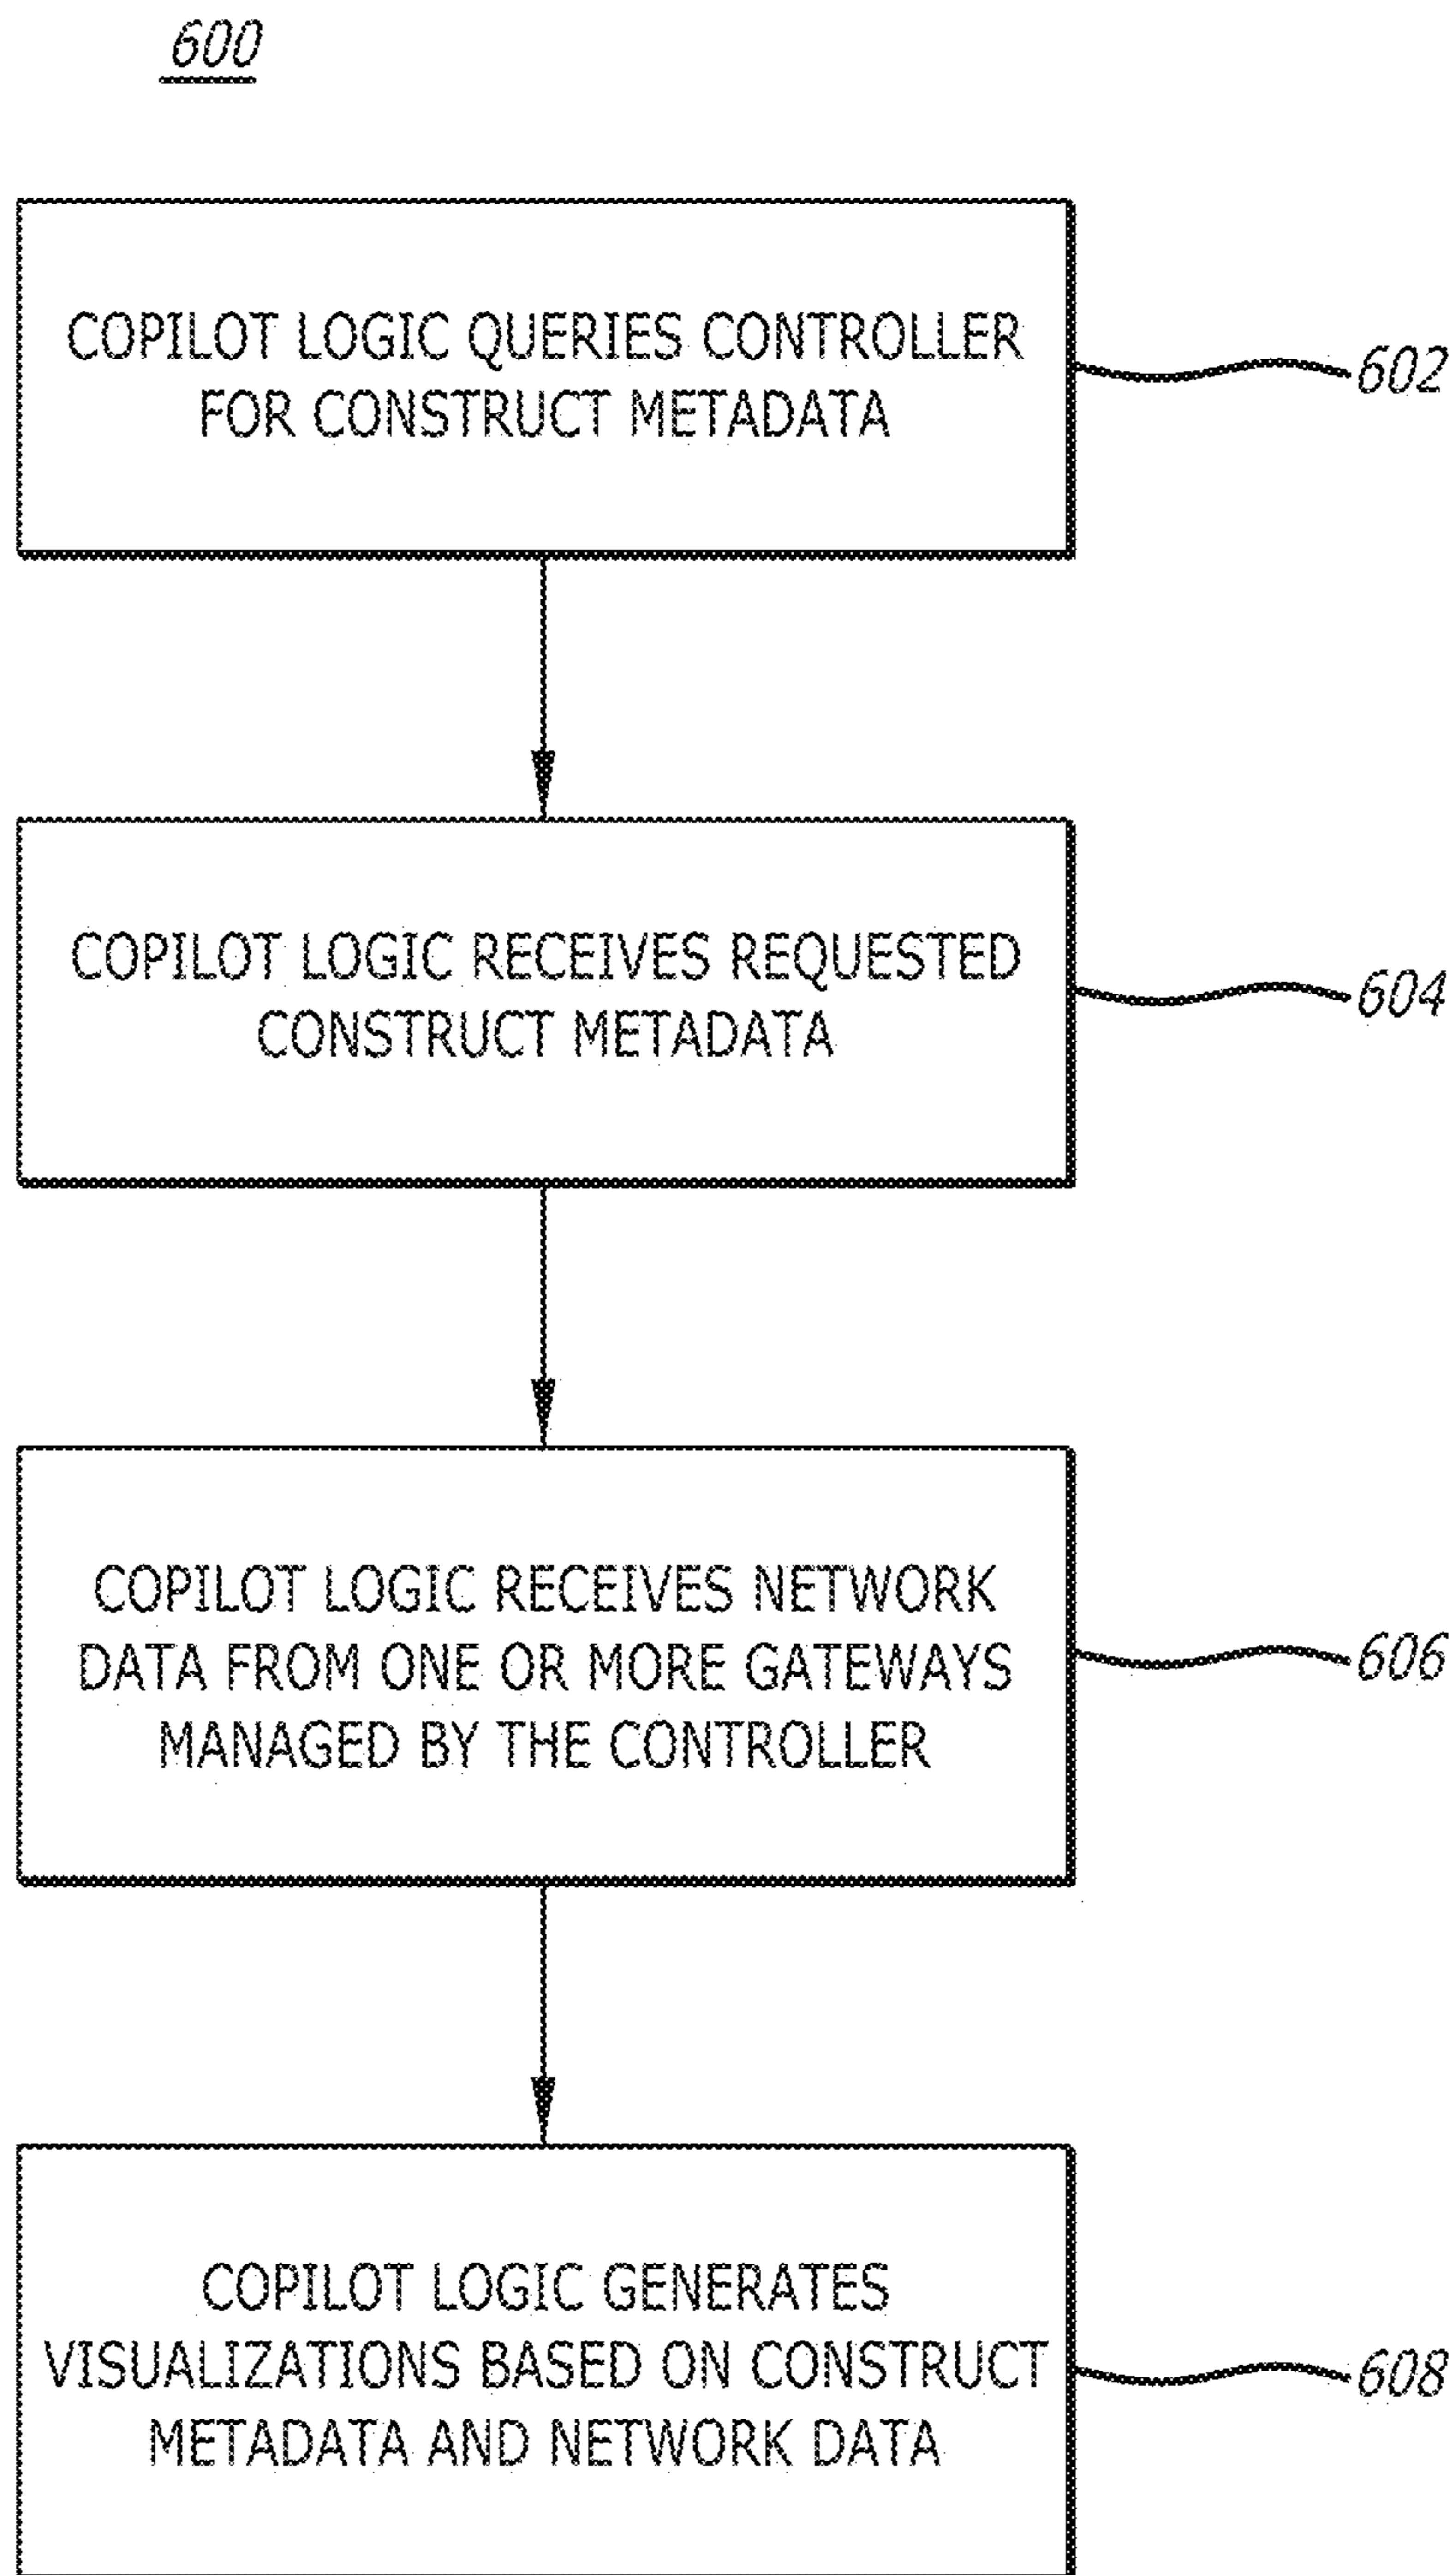 600
COPILOT LOGIC QUERIES CONTROLLER
FOR CONSTRUCT METADATA
602
COPILOT LOGIC RECEIVES REQUESTED
CONSTRUCT METADATA
604
COPILOT LOGIC RECEIVES NETWORK
DATA FROM ONE OR MORE GATEWAYS
MANAGED BY THE CONTROLLER
606
COPILOT LOGIC GENERATES
VISUALIZATIONS BASED ON CONSTRUCT
METADATA AND NETWORK DATA
608